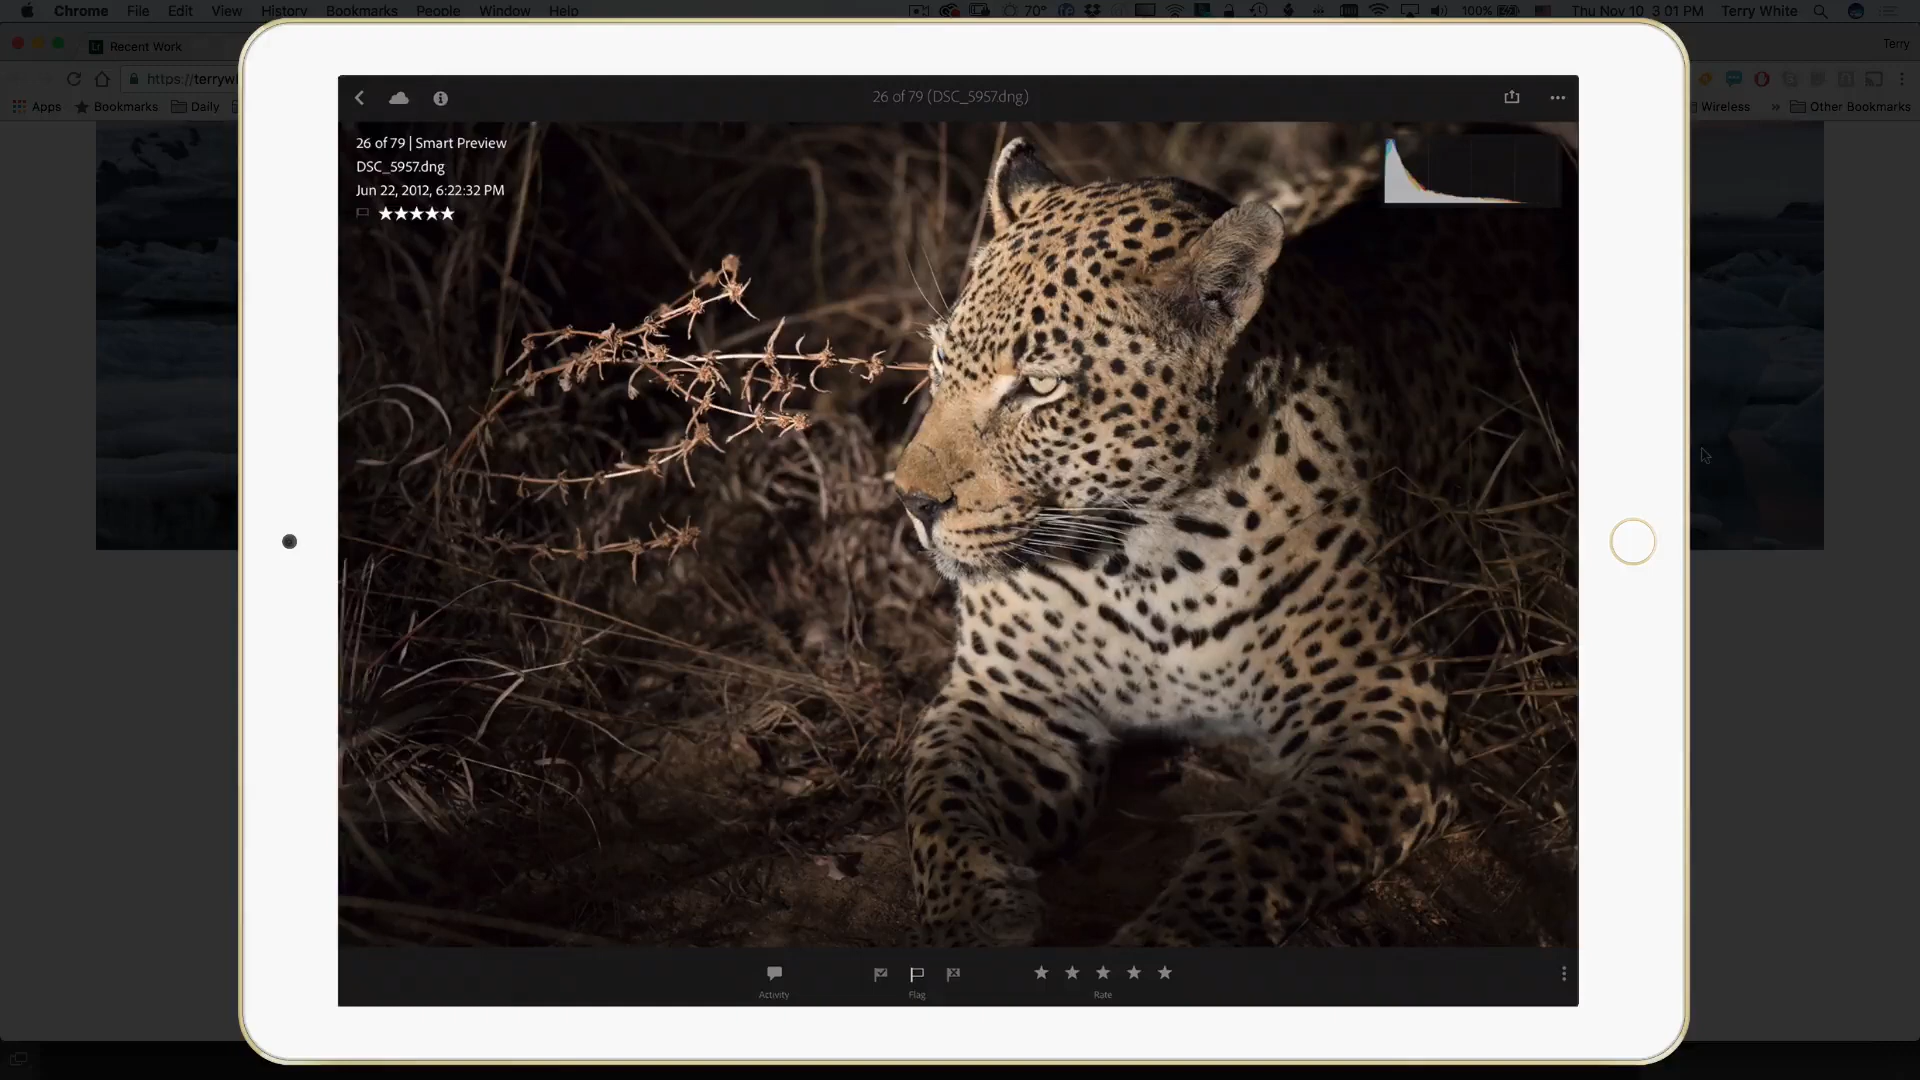 Chrome File Edit View History Bookmarks People Window Help 70° 100% Thu Nov 10 3:01 PM Terry White
Recent Work
Terry
https://terrywh
Apps Bookmarks Daily Wireless » Other Bookmarks
26 of 79 (DSC_5957.dng)
26 of 79 | Smart Preview
DSC_5957.dng
Jun 22, 2012, 6:22:32 PM
Activity Flag Rate